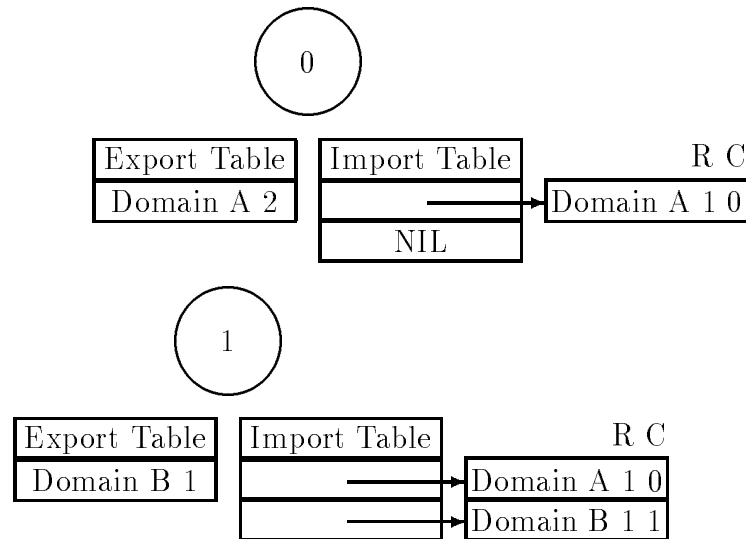 0
Export Table Import Table R C
Domain A 2 Domain A 1 0
NIL
1
Export Table Import Table R C
Domain B 1 Domain A 1 0
Domain B 1 1